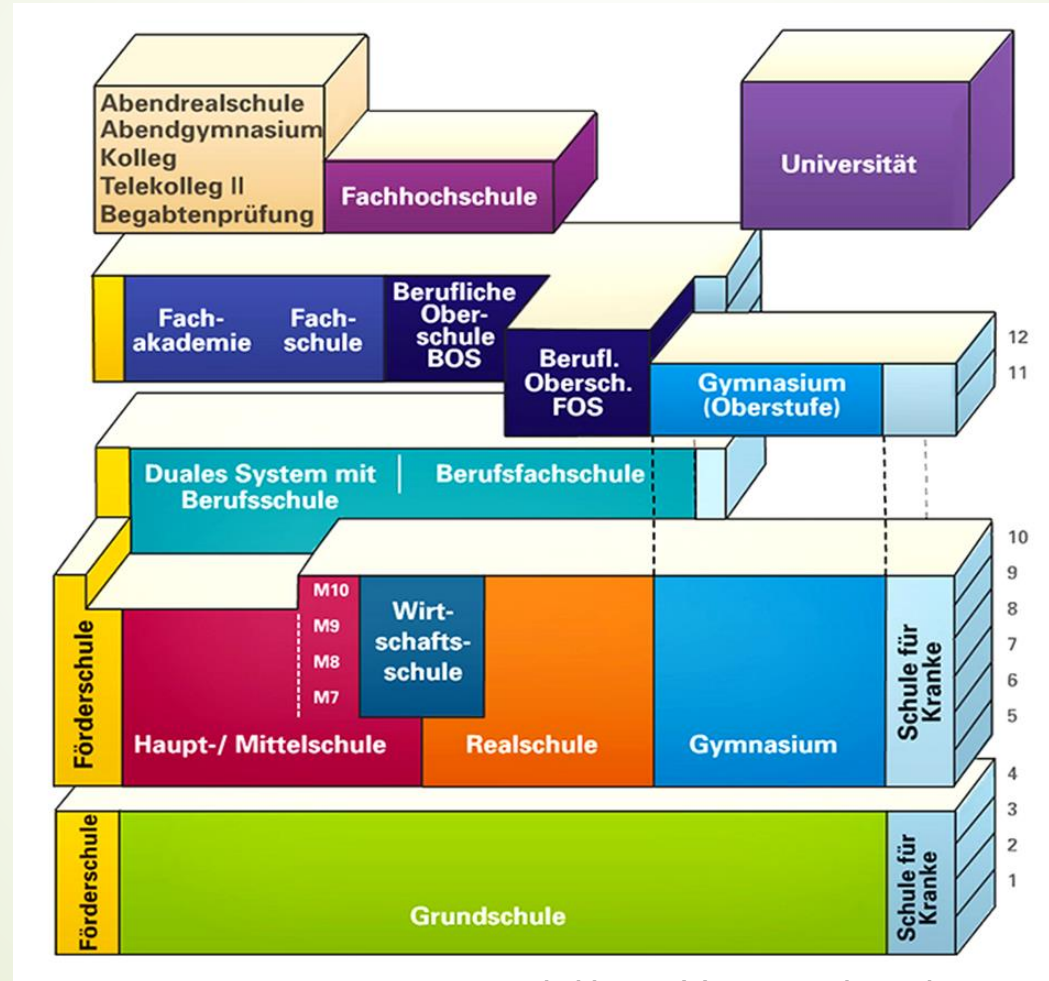 Abendrealschule
Abendgymnasium
Kolleg
Telekolleg II
Begabtenprüfung
Fachhochschule
Universität
Fach-
akademie
Fach-
schule
Berufliche
Ober-
schule
BOS
Berufl.
Obersch.
FOS
Gymnasium
(Oberstufe)
12
11
Duales System mit
Berufsschule
Berufsfachschule
10
9
8
7
6
5
Förderschule
M10
M9
M8
M7
Haupt-/ Mittelschule
Wirt-
schafts-
schule
Realschule
Gymnasium
Schule für
Kranke
4
3
2
1
Förderschule
Grundschule
Schule für
Kranke